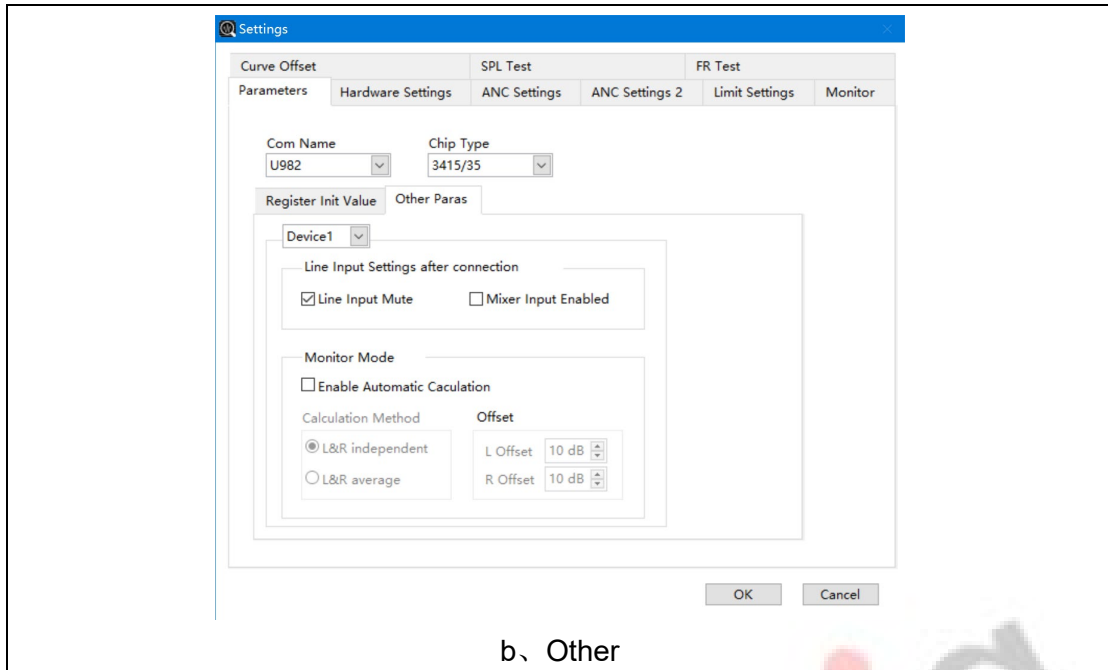 Settings
Curve Offset SPL Test FR Test
Parameters Hardware Settings ANC Settings ANC Settings 2 Limit Settings Monitor
Com Name Chip Type
U982 3415/35
Register Init Value Other Paras
Device1
Line Input Settings after connection
Line Input Mute Mixer Input Enabled
Monitor Mode
Enable Automatic Caculation
Calculation Method Offset
L&R independent L Offset 10 dB
L&R average R Offset 10 dB
OK Cancel
b、Other